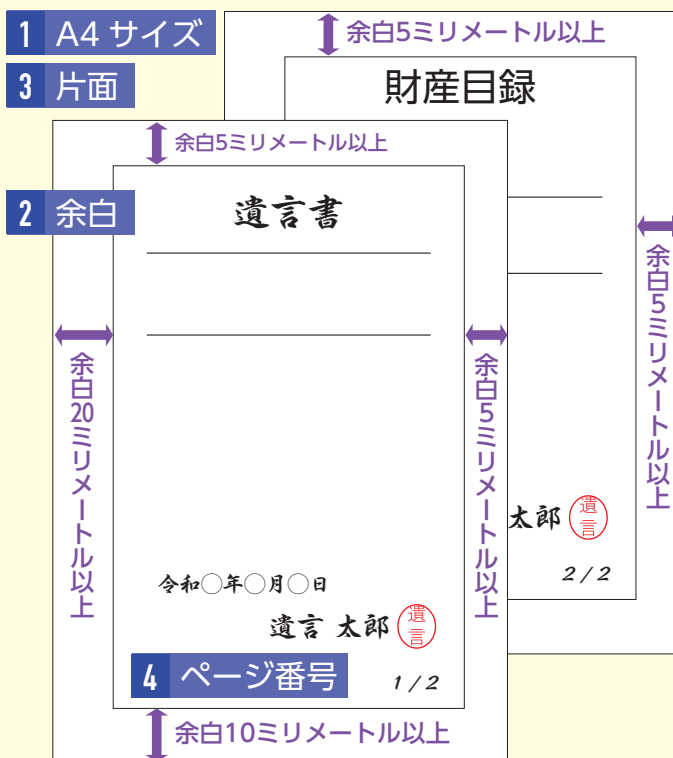 1 A4 サイズ
3 片面
余白5ミリメートル以上
財産目録
余白5ミリメートル以上
太郎 遺言
2/2
余白5ミリメートル以上
2 余白
遺言書
余白20ミリメートル以上
余白5ミリメートル以上
令和○年○月○日
遺言 太郎 遺言
4 ページ番号
1/2
余白10ミリメートル以上